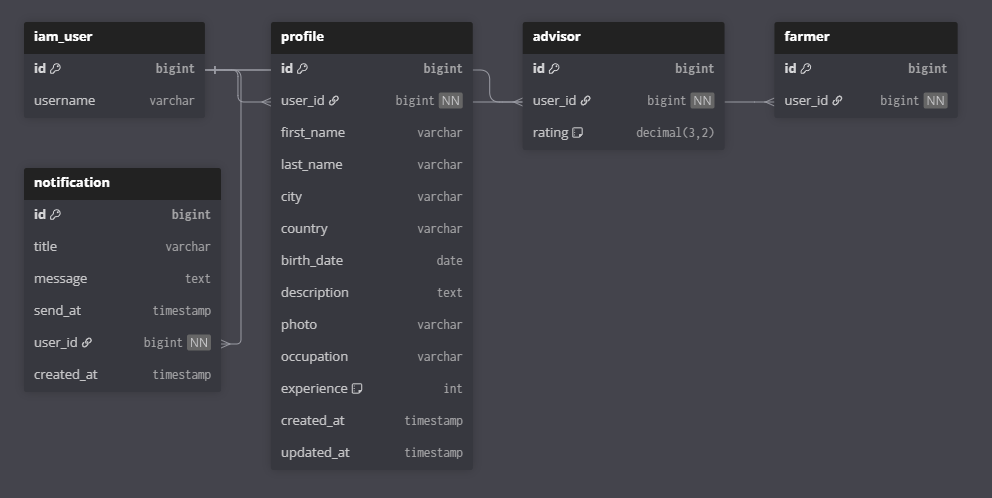 iam_user
id bigint
username varchar
notification
id bigint
title varchar
message text
send_at timestamp
user_id bigint NN
created_at timestamp
profile
id bigint
user_id bigint NN
first_name varchar
last_name varchar
city varchar
country varchar
birth_date date
description text
photo varchar
occupation varchar
experience int
created_at timestamp
updated_at timestamp
advisor
id bigint
user_id bigint NN
rating decimal(3,2)
farmer
id bigint
user_id bigint NN